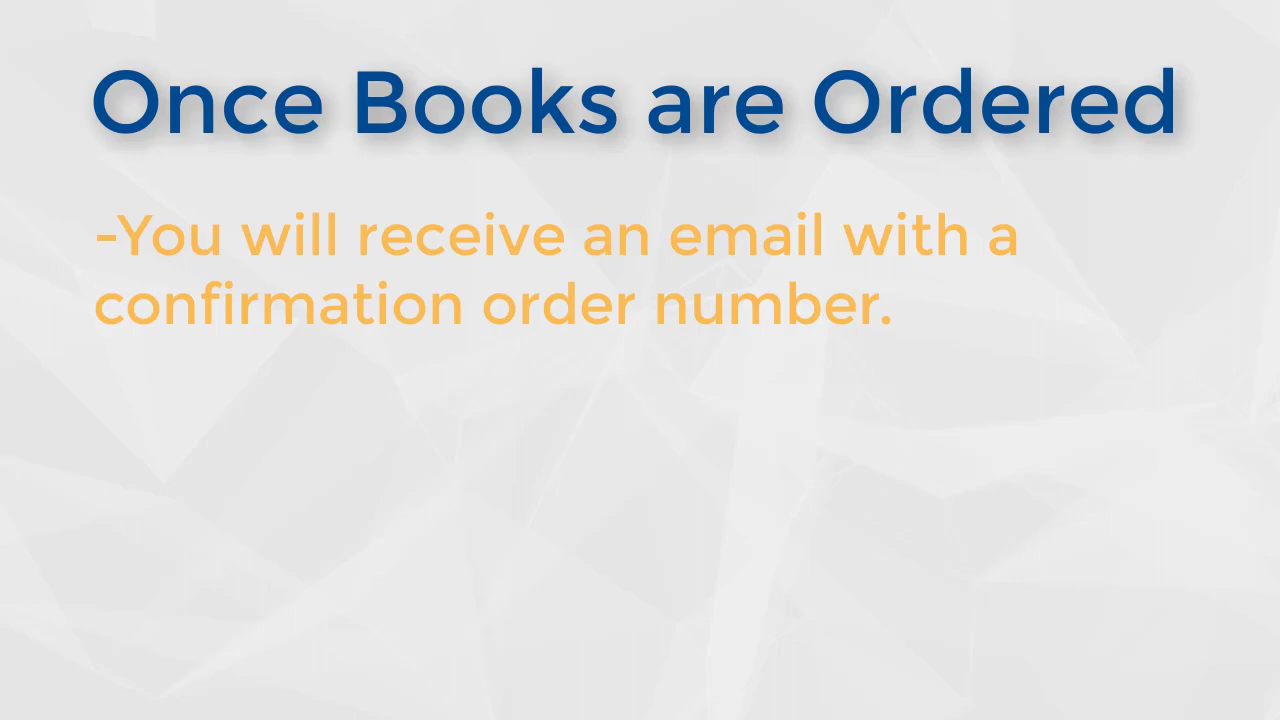 Once Books are Ordered
-You will receive an email with a
confirmation order number.